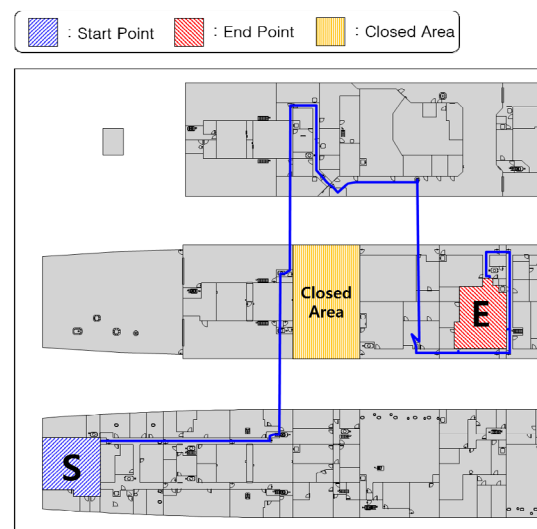 : Start Point : End Point : Closed Area
Closed
Area
E
S